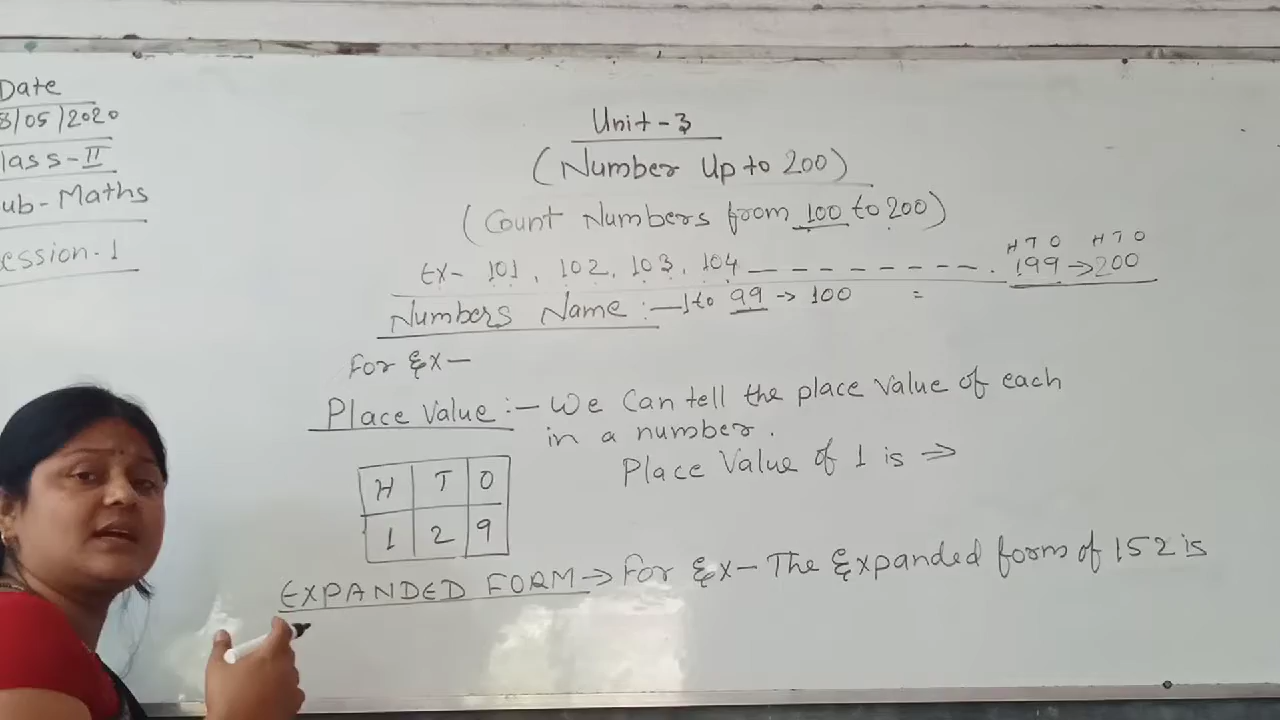 Date
8/05/2020
lass-II
ub-Maths
ession.1
Unit-3
(Number Up to 200)
(Count Numbers from 100 to 200)
H T O H T O
Ex- 101, 102, 103, 104 _ _ _ _ _ _ _ _ _ . 199 → 200
Numbers Name :- 1 to 99 → 100 =
For Ex-
Place Value :- We Can tell the place value of each
in a number.
Place Value of 1 is ⇒
H T O
1 2 9
EXPANDED FORM → For Ex- The Expanded form of 152 is